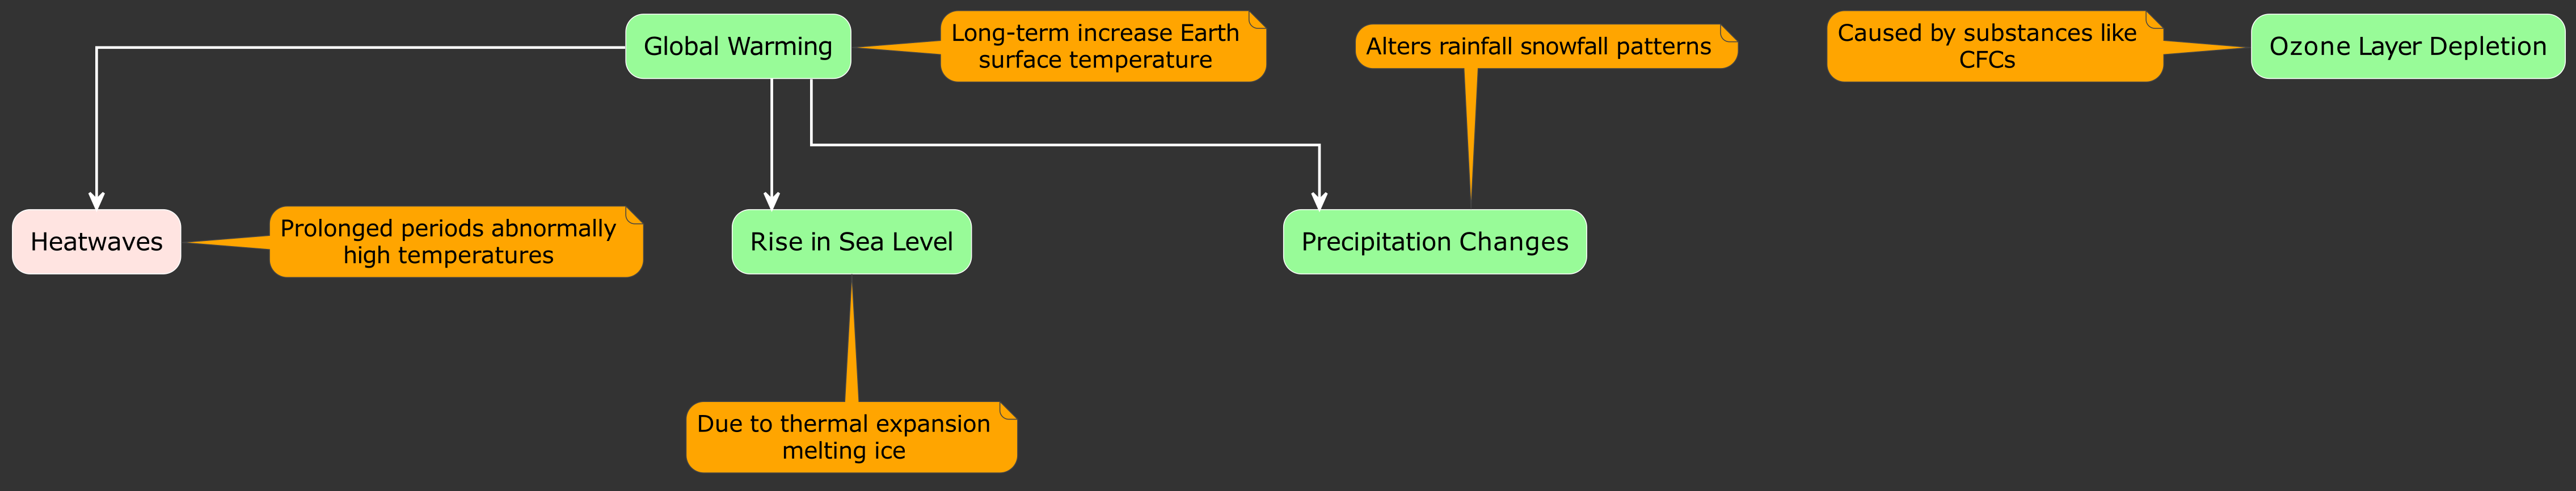 Global Warming
Long-term increase Earth
surface temperature
Alters rainfall snowfall patterns
Caused by substances like
CFCs
Ozone Layer Depletion
Heatwaves
Prolonged periods abnormally
high temperatures
Rise in Sea Level
Precipitation Changes
Due to thermal expansion
melting ice